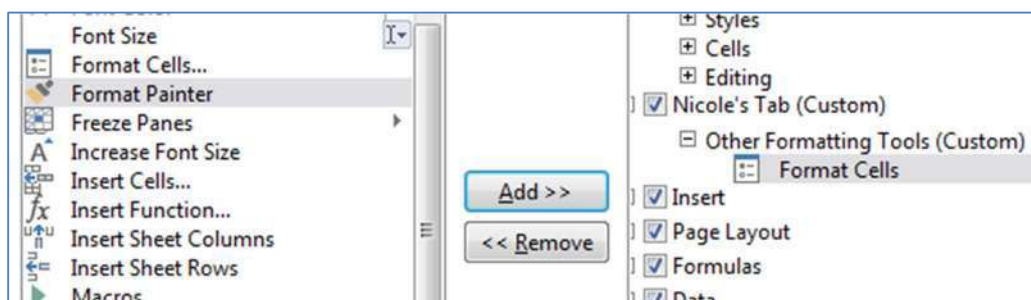 Font Size
Format Cells...
Format Painter
Freeze Panes
Increase Font Size
Insert Cells...
Insert Function...
Insert Sheet Columns
Insert Sheet Rows
Macros
Add >>
<< Remove
Styles
Cells
Editing
Nicole's Tab (Custom)
Other Formatting Tools (Custom)
Format Cells
Insert
Page Layout
Formulas
Data